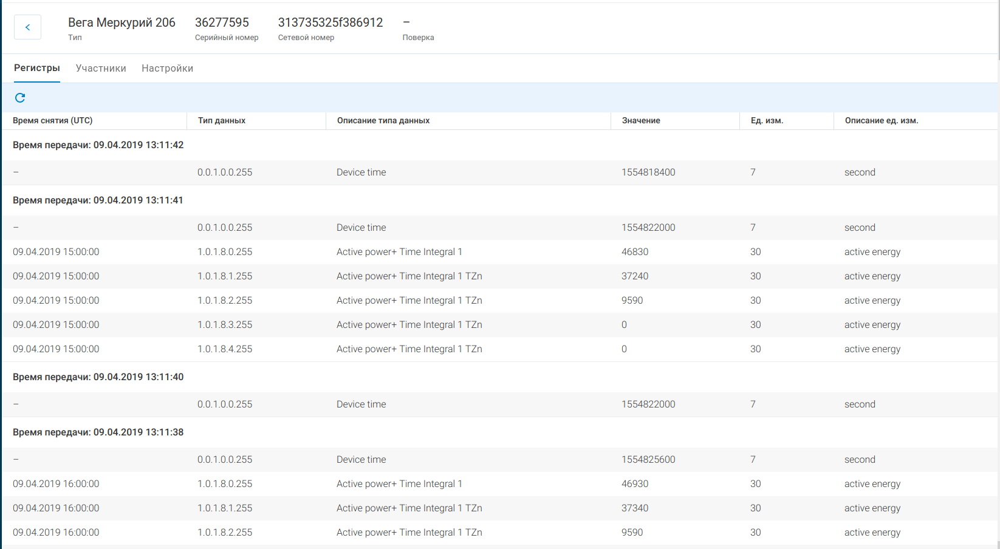 Вега Меркурий 206 36277595 313735325f386912 –
Тип Серийный номер Сетевой номер Поверка
Регистры Участники Настройки
Время снятия (UTC) Тип данных Описание типа данных Значение Ед. изм. Описание ед. изм.
Время передачи: 09.04.2019 13:11:42
– 0.0.1.0.0.255 Device time 1554818400 7 second
Время передачи: 09.04.2019 13:11:41
– 0.0.1.0.0.255 Device time 1554822000 7 second
09.04.2019 15:00:00 1.0.1.8.0.255 Active power+ Time Integral 1 46830 30 active energy
09.04.2019 15:00:00 1.0.1.8.1.255 Active power+ Time Integral 1 TZn 37240 30 active energy
09.04.2019 15:00:00 1.0.1.8.2.255 Active power+ Time Integral 1 TZn 9590 30 active energy
09.04.2019 15:00:00 1.0.1.8.3.255 Active power+ Time Integral 1 TZn 0 30 active energy
09.04.2019 15:00:00 1.0.1.8.4.255 Active power+ Time Integral 1 TZn 0 30 active energy
Время передачи: 09.04.2019 13:11:40
– 0.0.1.0.0.255 Device time 1554822000 7 second
Время передачи: 09.04.2019 13:11:38
– 0.0.1.0.0.255 Device time 1554825600 7 second
09.04.2019 16:00:00 1.0.1.8.0.255 Active power+ Time Integral 1 46930 30 active energy
09.04.2019 16:00:00 1.0.1.8.1.255 Active power+ Time Integral 1 TZn 37340 30 active energy
09.04.2019 16:00:00 1.0.1.8.2.255 Active power+ Time Integral 1 TZn 9590 30 active energy